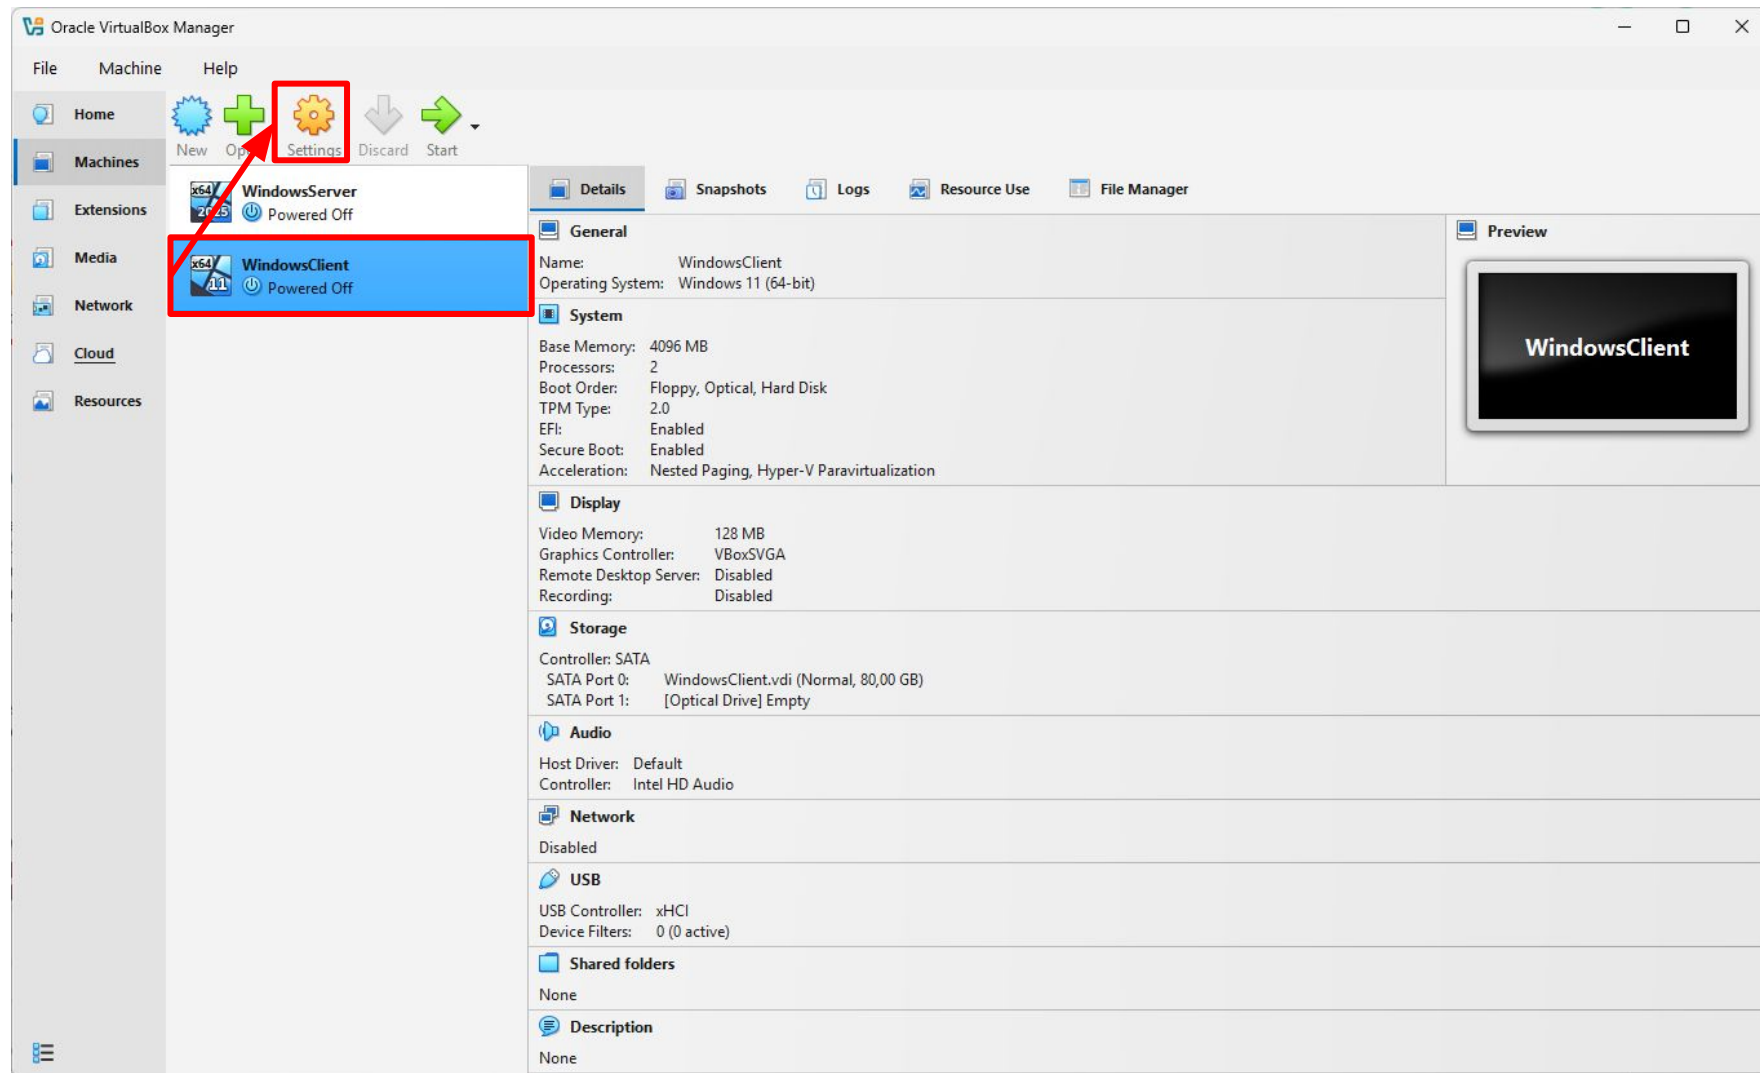 Oracle VirtualBox Manager
File Machine Help
Home
Machines
Extensions
Media
Network
Cloud
Resources
New Settings Discard Start
x64 2025 WindowsServer
Powered Off
x64 11 WindowsClient
Powered Off
Details Snapshots Logs Resource Use File Manager
General
Name: WindowsClient
Operating System: Windows 11 (64-bit)
System
Base Memory: 4096 MB
Processors: 2
Boot Order: Floppy, Optical, Hard Disk
TPM Type: 2.0
EFI: Enabled
Secure Boot: Enabled
Acceleration: Nested Paging, Hyper-V Paravirtualization
Preview
WindowsClient
Display
Video Memory: 128 MB
Graphics Controller: VBoxSVGA
Remote Desktop Server: Disabled
Recording: Disabled
Storage
Controller: SATA
SATA Port 0: WindowsClient.vdi (Normal, 80,00 GB)
SATA Port 1: [Optical Drive] Empty
Audio
Host Driver: Default
Controller: Intel HD Audio
Network
Disabled
USB
USB Controller: xHCI
Device Filters: 0 (0 active)
Shared folders
None
Description
None